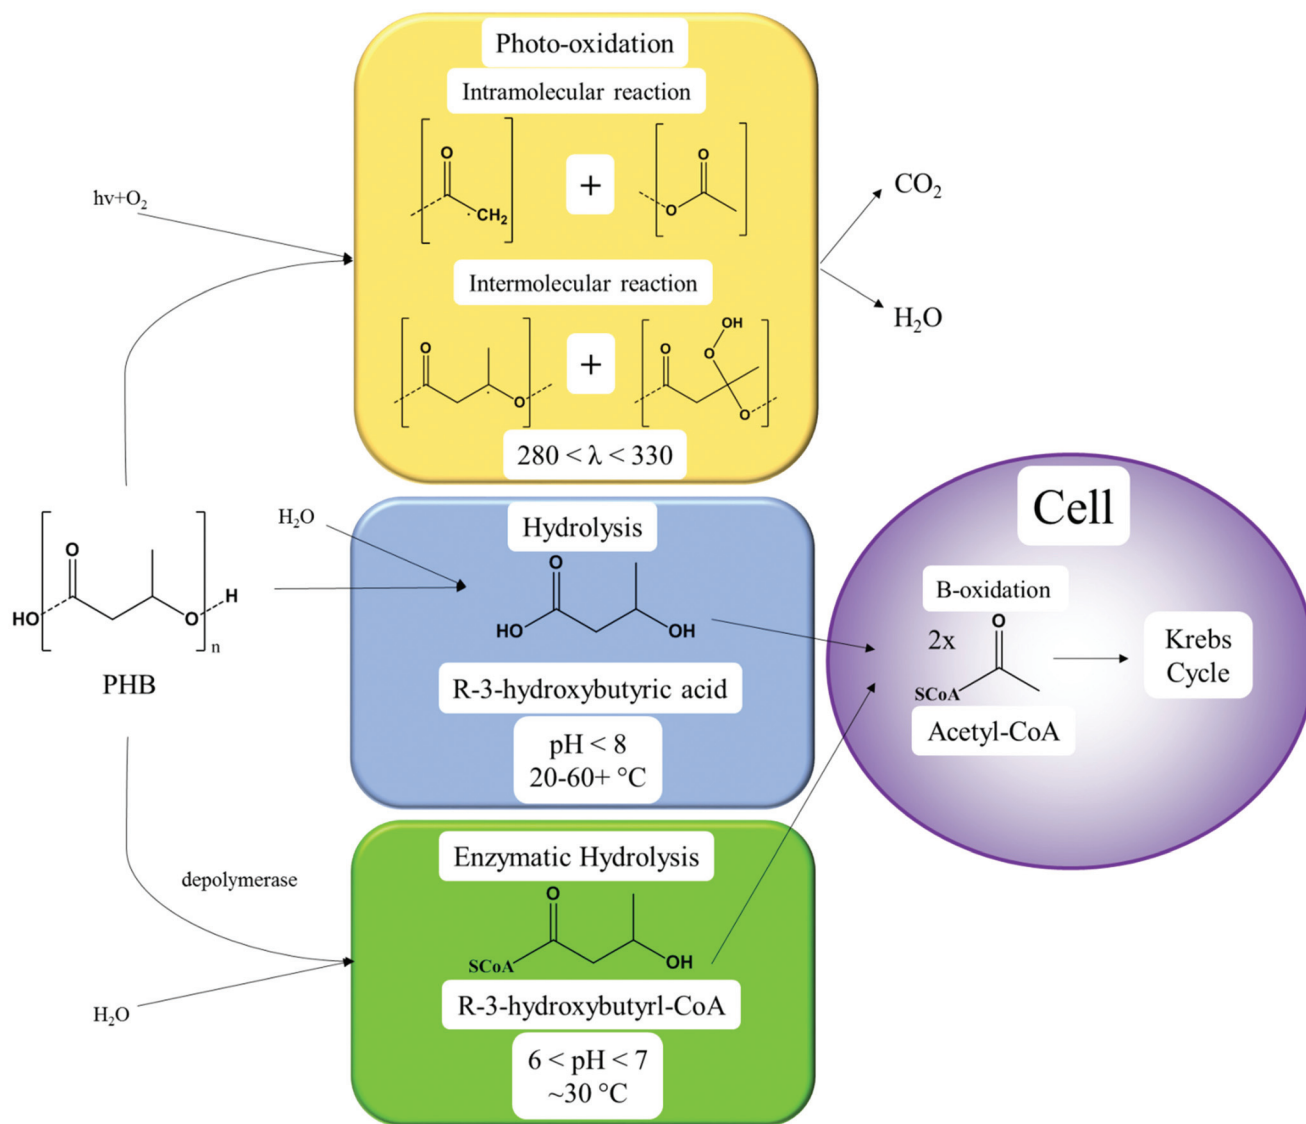 Photo-oxidation
Intramolecular reaction
O
CH₂
+
O
O
hv+O₂
CO₂
H₂O
Intermolecular reaction
O
O
+
O
O
OH
O
280 < λ < 330
H₂O
Hydrolysis
O
HO
OH
R-3-hydroxybutyric acid
pH < 8
20-60+ °C
O
HO
O
H
n
PHB
Cell
B-oxidation
2x
O
SCoA
Acetyl-CoA
Krebs
Cycle
depolymerase
H₂O
Enzymatic Hydrolysis
O
SCoA
OH
R-3-hydroxybutyrl-CoA
6 < pH < 7
~30 °C